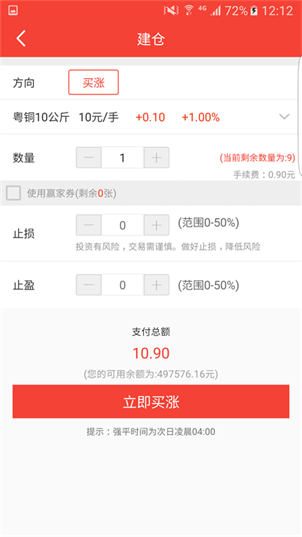 4G 72% 12:12
建仓
方向 买涨
粤铜10公斤 10元/手 +0.10 +1.00%
数量 — 1 + (当前剩余数量为:9)
手续费：0.90元
使用赢家券(剩余0张)
止损 — 0 + (范围0-50%)
投资有风险，交易需谨慎。做好止损，降低风险
止盈 — 0 + (范围0-50%)
支付总额
10.90
(您的可用余额为:497576.16元)
立即买涨
提示：强平时间为次日凌晨04:00